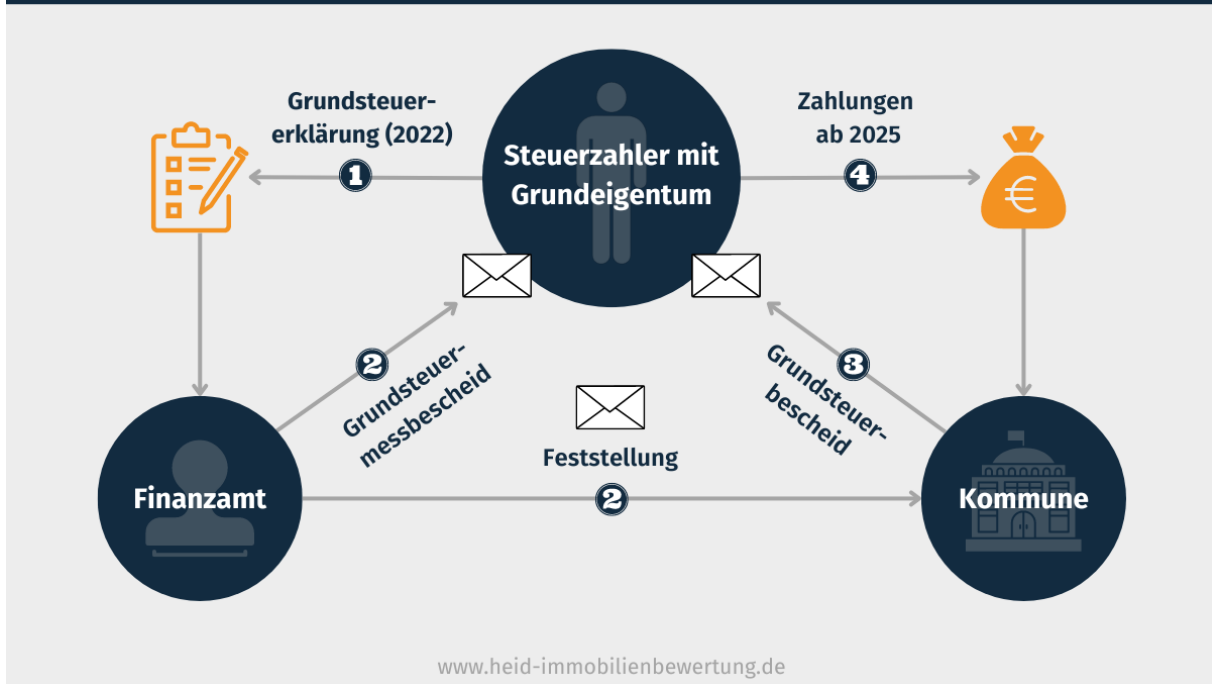 Grundsteuer-
erklärung (2022)
1
Steuerzahler mit
Grundeigentum
Zahlungen
ab 2025
4
€
2
Grundsteuer-
messbescheid
3
Grundsteuer-
bescheid
Feststellung
2
Finanzamt
Kommune
www.heid-immobilienbewertung.de